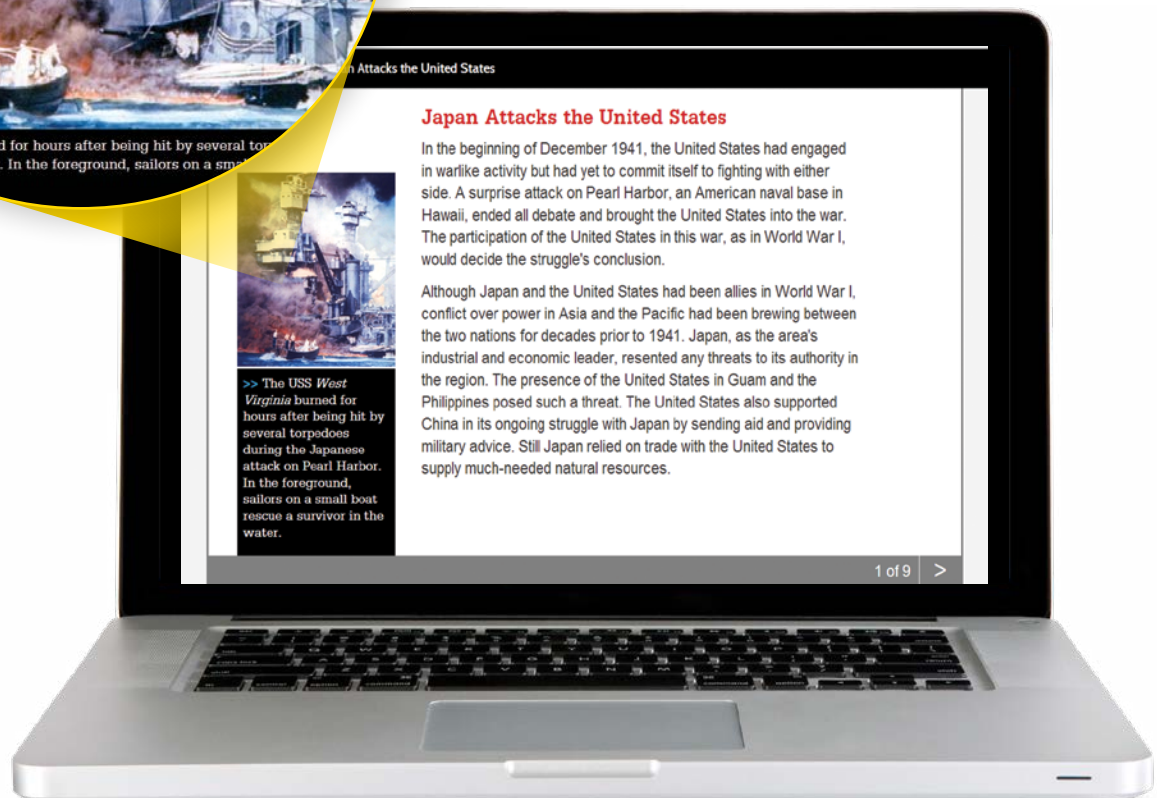 Attacks the United States
d for hours after being hit by several
. In the foreground, sailors on a
Japan Attacks the United States
In the beginning of December 1941, the United States had engaged
in warlike activity but had yet to commit itself to fighting with either
side. A surprise attack on Pearl Harbor, an American naval base in
Hawaii, ended all debate and brought the United States into the war.
The participation of the United States in this war, as in World War I,
would decide the struggle's conclusion.
Although Japan and the United States had been allies in World War I,
conflict over power in Asia and the Pacific had been brewing between
the two nations for decades prior to 1941. Japan, as the area's
industrial and economic leader, resented any threats to its authority in
the region. The presence of the United States in Guam and the
Philippines posed such a threat. The United States also supported
China in its ongoing struggle with Japan by sending aid and providing
military advice. Still Japan relied on trade with the United States to
supply much-needed natural resources.
>> The USS West
Virginia burned for
hours after being hit by
several torpedoes
during the Japanese
attack on Pearl Harbor.
In the foreground,
sailors on a small boat
rescue a survivor in the
water.
1 of 9 >